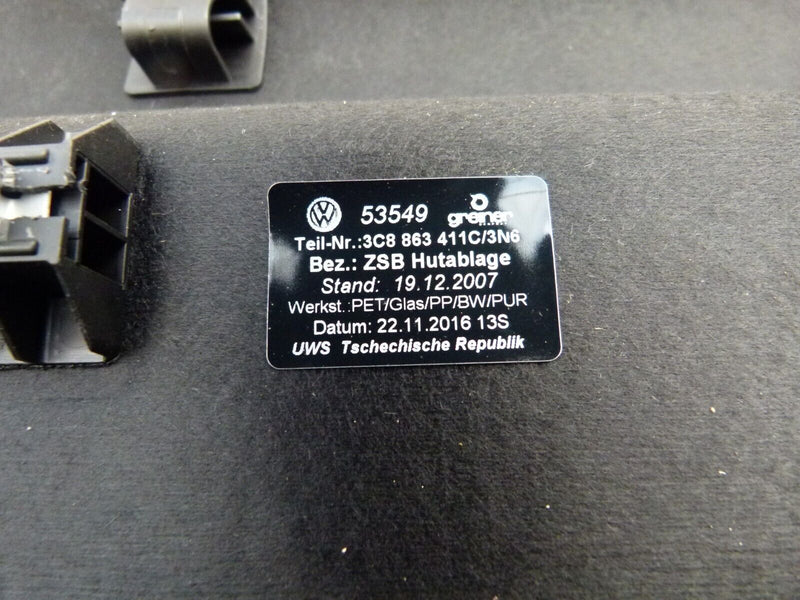 VW 53549 greiner
Teil-Nr.:3C8 863 411C/3N6
Bez.: ZSB Hutablage
Stand: 19.12.2007
Werkst.:PET/Glas/PP/BW/PUR
Datum: 22.11.2016 13S
UWS Tschechische Republik